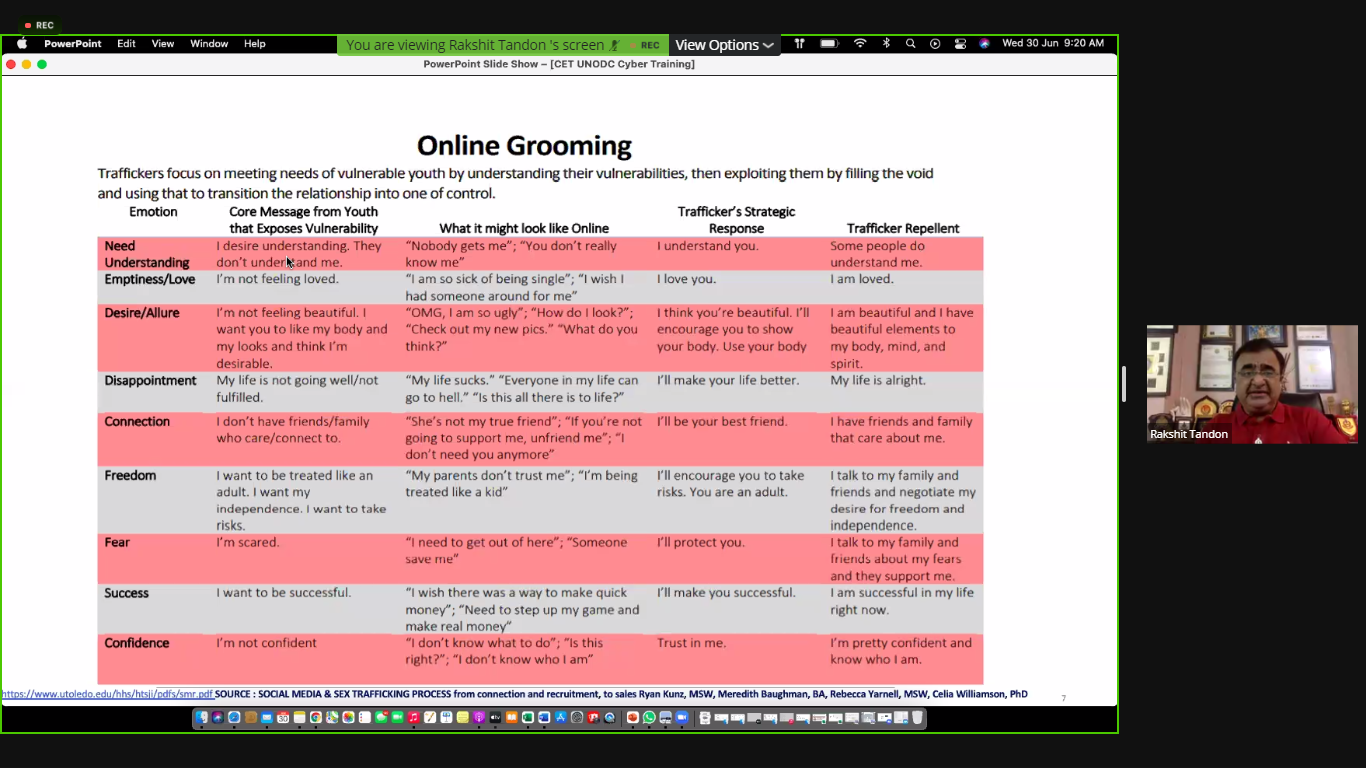 REC
PowerPoint Edit View Window Help
You are viewing Rakshit Tandon 's screen REC View Options
Wed 30 Jun 9:20 AM
PowerPoint Slide Show – [CET UNODC Cyber Training]
Online Grooming
Traffickers focus on meeting needs of vulnerable youth by understanding their vulnerabilities, then exploiting them by filling the void
and using that to transition the relationship into one of control.
Emotion
Core Message from Youth
that Exposes Vulnerability
What it might look like Online
Trafficker’s Strategic
Response
Trafficker Repellent
Need
Understanding
I desire understanding. They
don’t understand me.
“Nobody gets me”; “You don’t really
know me”
I understand you.
Some people do
understand me.
Emptiness/Love
I’m not feeling loved.
“I am so sick of being single”; “I wish I
had someone around for me”
I love you.
I am loved.
Desire/Allure
I’m not feeling beautiful. I
want you to like my body and
my looks and think I’m
desirable.
“OMG, I am so ugly”; “How do I look?”;
“Check out my new pics.” “What do you
think?”
I think you’re beautiful. I’ll
encourage you to show
your body. Use your body
I am beautiful and I have
beautiful elements to
my body, mind, and
spirit.
Disappointment
My life is not going well/not
fulfilled.
“My life sucks.” “Everyone in my life can
go to hell.” “Is this all there is to life?”
I’ll make your life better.
My life is alright.
Connection
I don’t have friends/family
who care/connect to.
“She’s not my true friend”; “If you’re not
going to support me, unfriend me”; “I
don’t need you anymore”
I’ll be your best friend.
I have friends and family
that care about me.
Freedom
I want to be treated like an
adult. I want my
independence. I want to take
risks.
“My parents don’t trust me”; “I’m being
treated like a kid”
I’ll encourage you to take
risks. You are an adult.
I talk to my family and
friends and negotiate my
desire for freedom and
independence.
Fear
I’m scared.
“I need to get out of here”; “Someone
save me”
I’ll protect you.
I talk to my family and
friends about my fears
and they support me.
Success
I want to be successful.
“I wish there was a way to make quick
money”; “Need to step up my game and
make real money”
I’ll make you successful.
I am successful in my life
right now.
Confidence
I’m not confident
“I don’t know what to do”; “Is this
right?”; “I don’t know who I am”
Trust in me.
I’m pretty confident and
know who I am.
https://www.utoledo.edu/hhs/htsji/pdfs/smr.pdf SOURCE : SOCIAL MEDIA & SEX TRAFFICKING PROCESS from connection and recruitment, to sales Ryan Kunz, MSW, Meredith Baughman, BA, Rebecca Yarnell, MSW, Celia Williamson, PhD
7
Rakshit Tandon